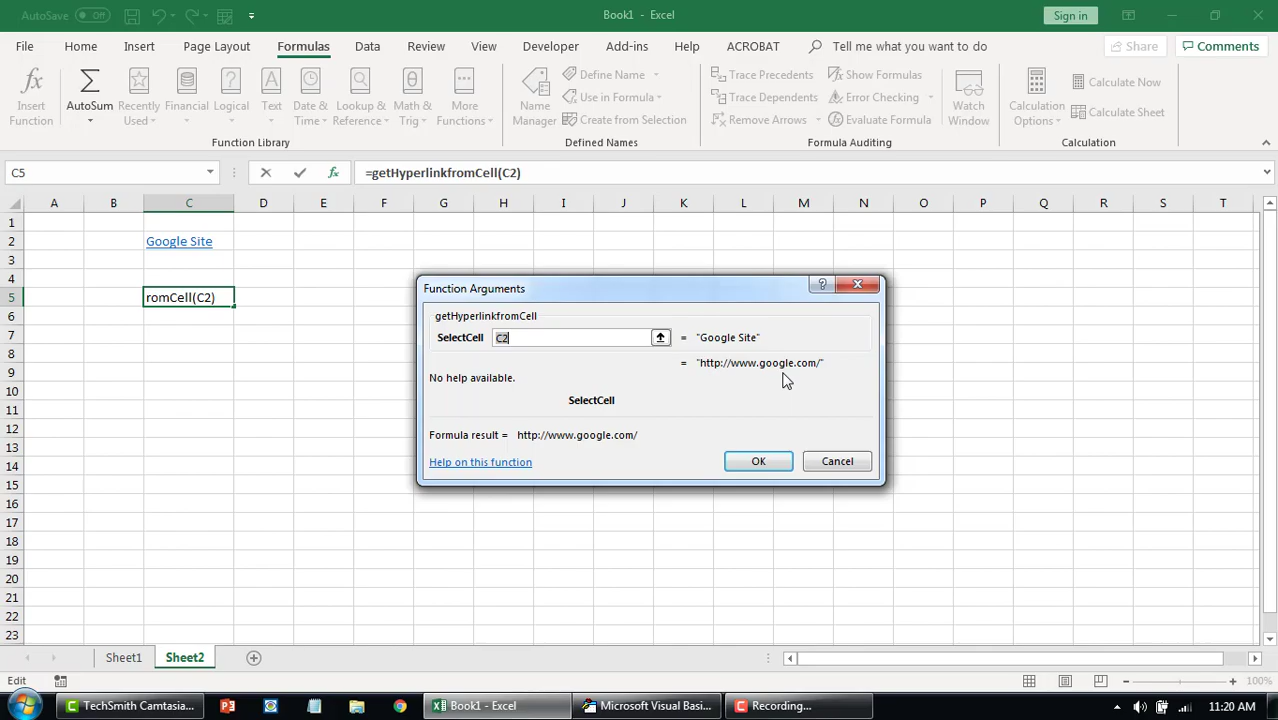 AutoSave Off
Book1 - Excel
Sign in
File Home Insert Page Layout Formulas Data Review View Developer Add-ins Help ACROBAT Tell me what you want to do Share Comments
Insert Function
AutoSum
Recently Used
Financial
Logical
Text
Date & Time
Lookup & Reference
Math & Trig
More Functions
Function Library
Name Manager
Define Name
Use in Formula
Create from Selection
Defined Names
Trace Precedents
Trace Dependents
Remove Arrows
Show Formulas
Error Checking
Evaluate Formula
Formula Auditing
Watch Window
Calculation Options
Calculate Now
Calculate Sheet
Calculation
C5
fx
=getHyperlinkfromCell(C2)
A B C D E F G H I J K L M N O P Q R S T
1
2 Google Site
3
4
5 romCell(C2)
6
7
8
9
10
11
12
13
14
15
16
17
18
19
20
21
22
23
Function Arguments
getHyperlinkfromCell
SelectCell C2 = "Google Site"
= "http://www.google.com/"
No help available.
SelectCell
Formula result = http://www.google.com/
Help on this function
OK Cancel
Sheet1 Sheet2
Edit
100%
TechSmith Camtasia...
Book1 - Excel
Microsoft Visual Basi...
Recording...
11:20 AM